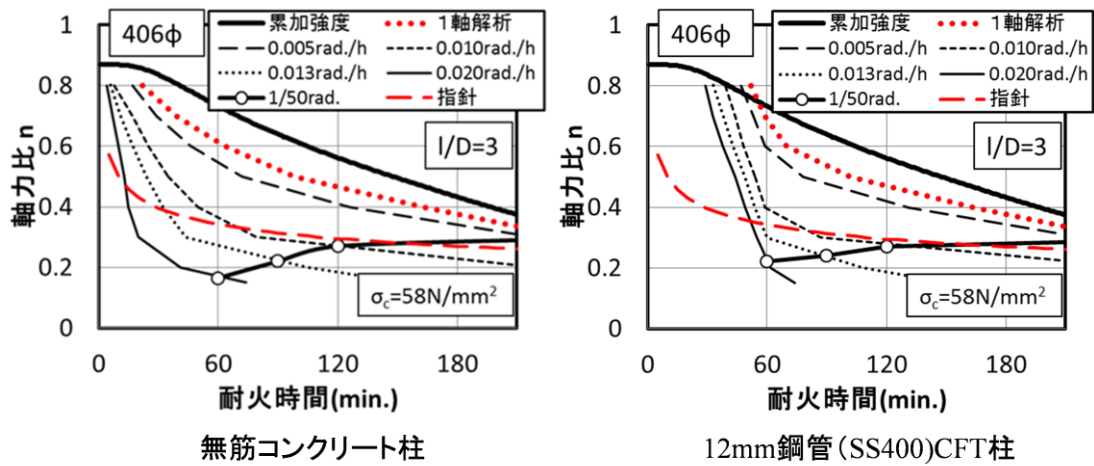 406φ
累加強度
1軸解析
0.005rad./h
0.010rad./h
0.013rad./h
0.020rad./h
1/50rad.
指針
l/D=3
σc=58N/mm2
軸力比 n
1
0.8
0.6
0.4
0.2
0
0 60 120 180
耐火時間(min.)
無筋コンクリート柱
406φ
累加強度
1軸解析
0.005rad./h
0.010rad./h
0.013rad./h
0.020rad./h
1/50rad.
指針
l/D=3
σc=58N/mm2
軸力比 n
1
0.8
0.6
0.4
0.2
0
0 60 120 180
耐火時間(min.)
12mm鋼管(SS400)CFT柱